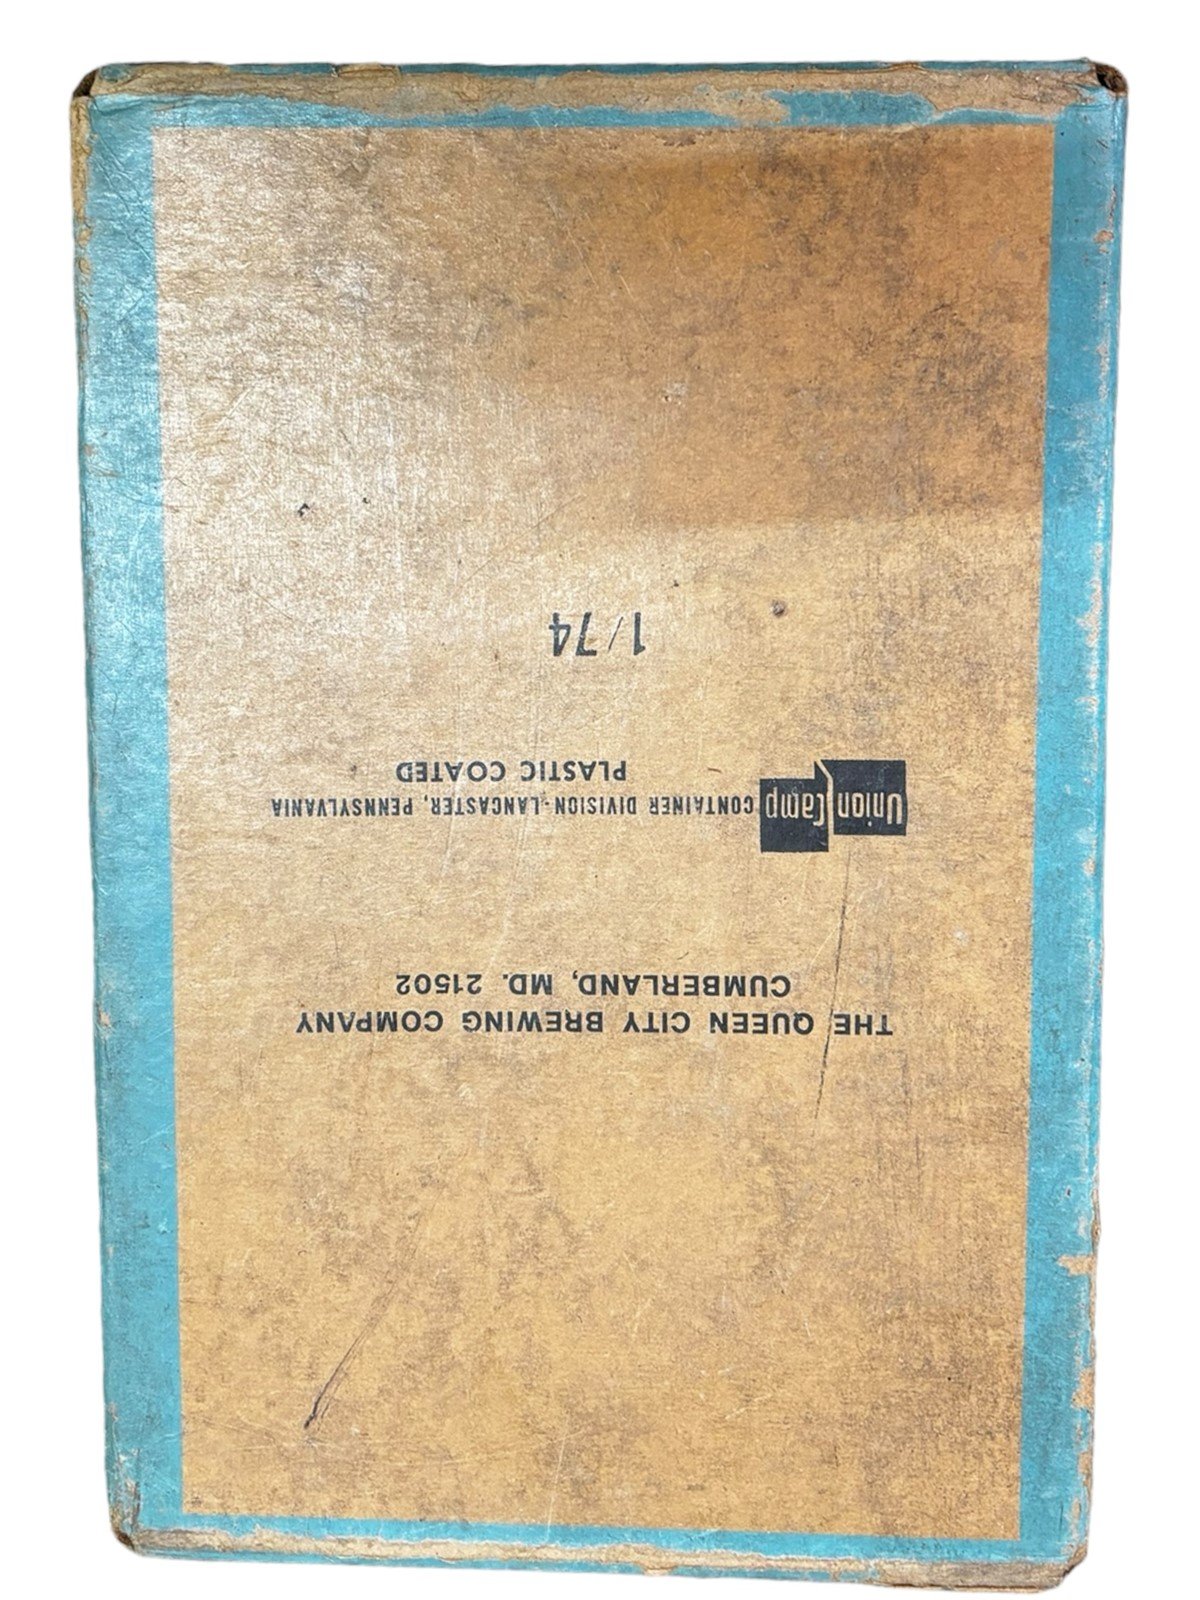 THE QUEEN CITY BREWING COMPANY
CUMBERLAND, MD. 21502
Union Camp CONTAINER DIVISION-LANCASTER, PENNSYLVANIA
PLASTIC COATED
1/74